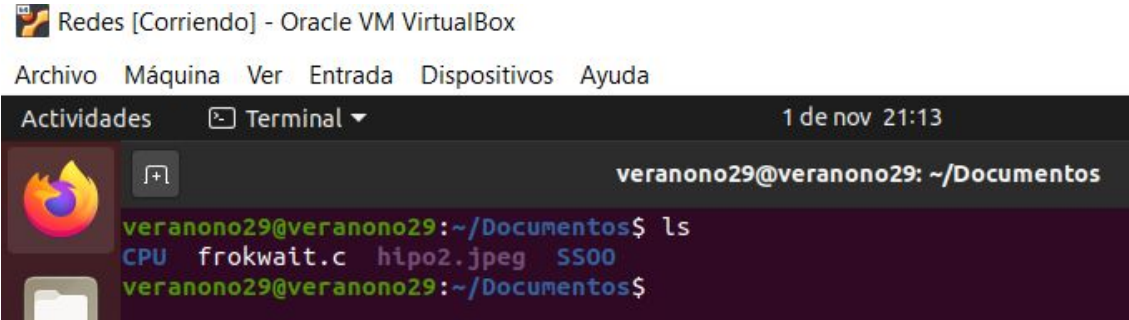 Redes [Corriendo] - Oracle VM VirtualBox
Archivo Máquina Ver Entrada Dispositivos Ayuda
Actividades Terminal 1 de nov 21:13
veranono29@veranono29: ~/Documentos
veranono29@veranono29:~/Documentos$ ls
CPU frokwait.c hipo2.jpeg SSOO
veranono29@veranono29:~/Documentos$